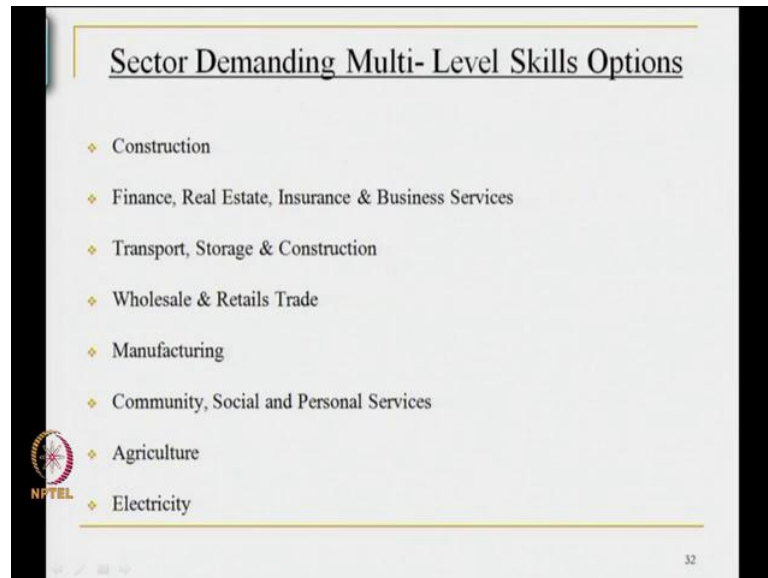 Sector Demanding Multi- Level Skills Options
Construction
Finance, Real Estate, Insurance & Business Services
Transport, Storage & Construction
Wholesale & Retails Trade
Manufacturing
Community, Social and Personal Services
Agriculture
NPTEL
Electricity
32